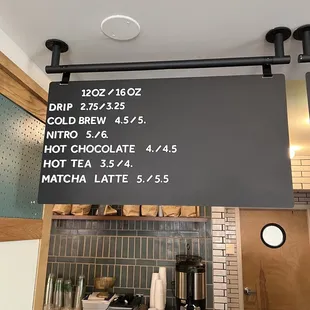 12OZ/16OZ
DRIP 2.75/3.25
COLD BREW 4.5/5.
NITRO 5./6.
HOT CHOCOLATE 4./4.5
HOT TEA 3.5/4.
MATCHA LATTE 5./5.5